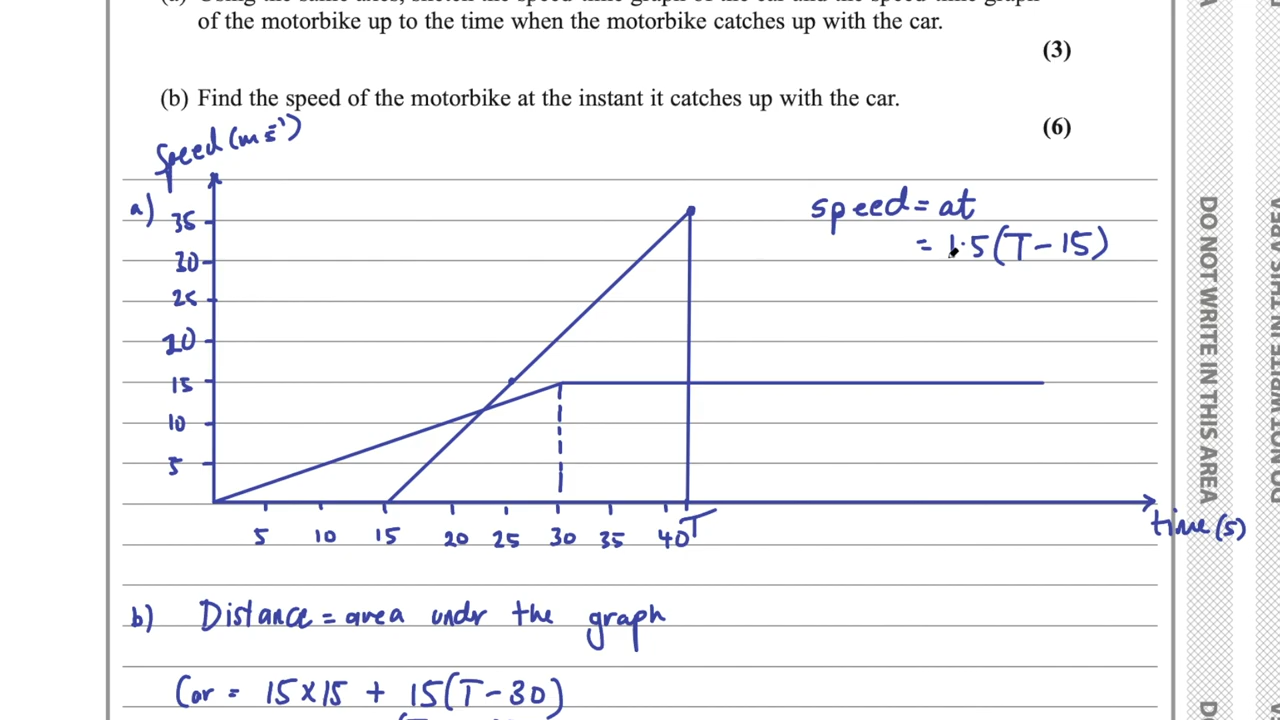 of the motorbike up to the time when the motorbike catches up with the car.
(3)
(b) Find the speed of the motorbike at the instant it catches up with the car.
(6)
speed (ms⁻¹)
a)
35
30
25
20
15
10
5
speed = at
= 1.5(T-15)
5 10 15 20 25 30 35 40 T
time (s)
b) Distance = area under the graph
Car = 15×15 + 15(T-30)
DO NOT WRITE IN THIS AREA